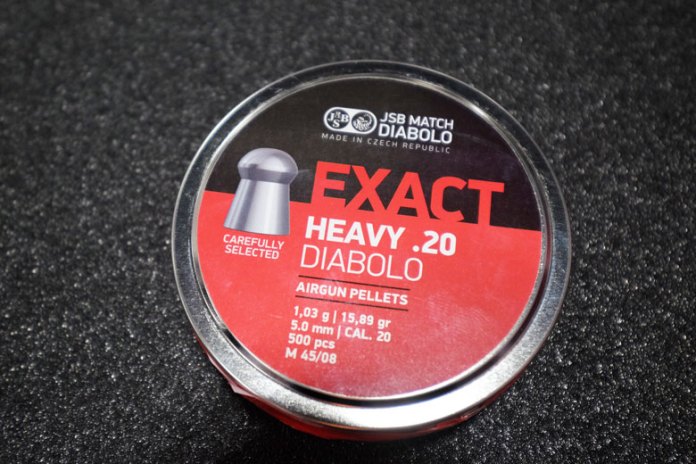 JSB
JSB MATCH
DIABOLO
MADE IN CZECH REPUBLIC
EXACT
HEAVY .20
DIABOLO
CAREFULLY
SELECTED
AIRGUN PELLETS
1,03 g | 15,89 gr
5.0 mm | CAL. 20
500 pcs
M 45/08